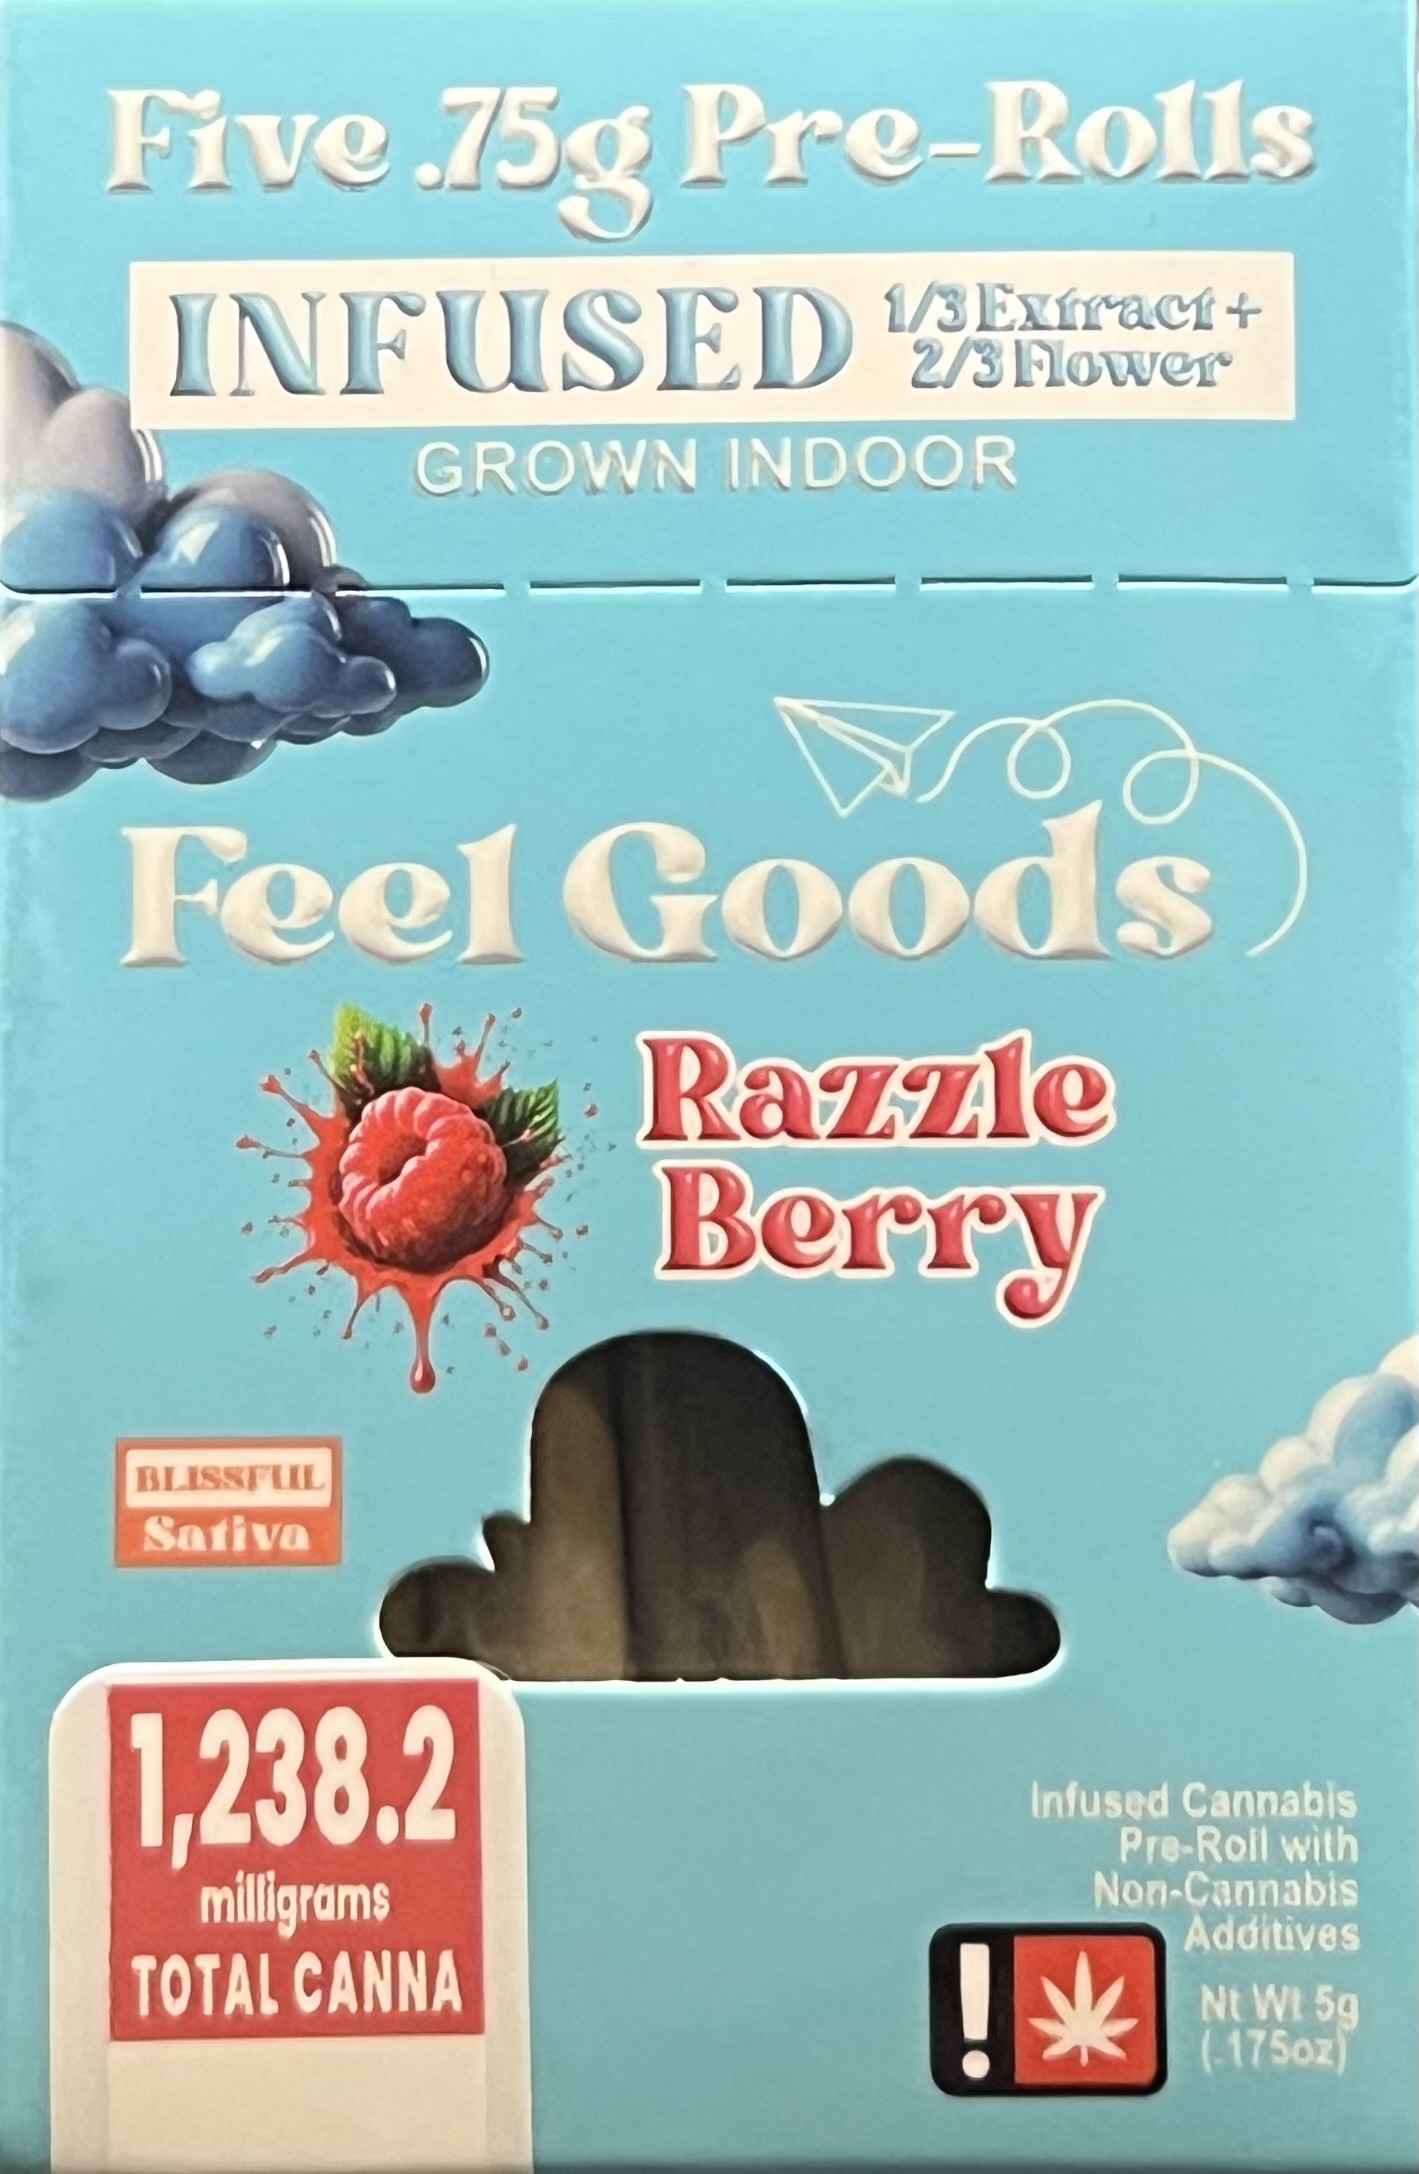 Five .75g Pre-Rolls
INFUSED
1/3 Extract +
2/3 Flower
GROWN INDOOR
Feel Goods
Razzle
Berry
BLISSFUL
Sativa
1,238.2
milligrams
TOTAL CANNA
Infused Cannabis
Pre-Roll with
Non-Cannabis
Additives
!
Nt Wt 5g
(.175oz)